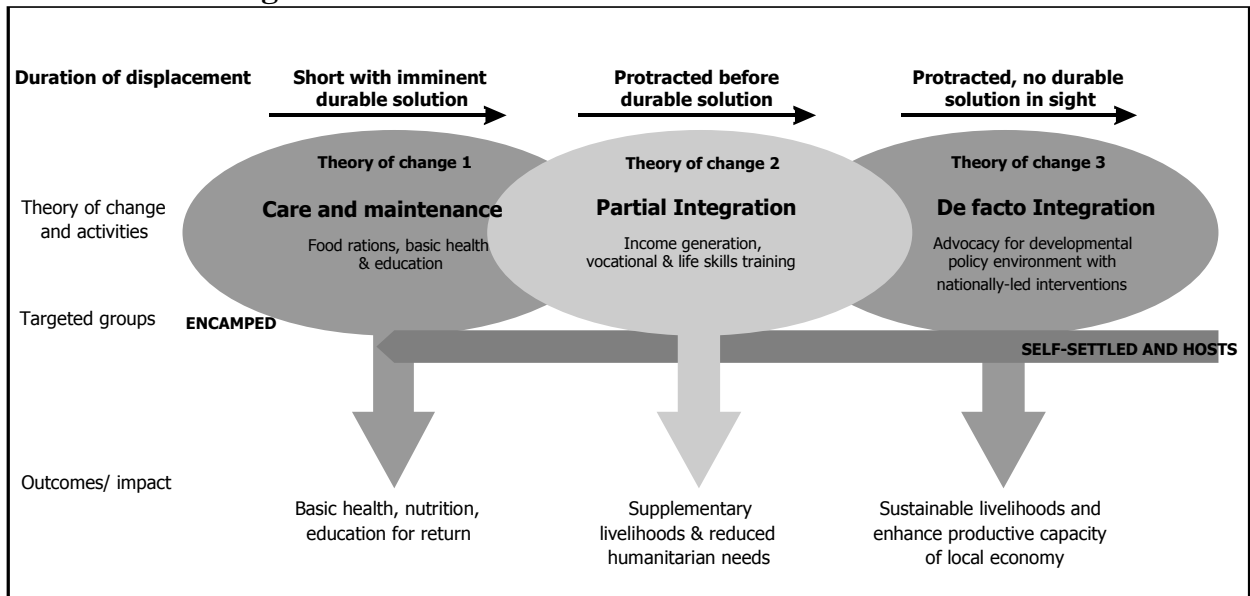 Duration of displacement
Short with imminent
durable solution
Protracted before
durable solution
Protracted, no durable
solution in sight
Theory of change
and activities
Theory of change 1
Care and maintenance
Food rations, basic health
& education
Theory of change 2
Partial Integration
Income generation,
vocational & life skills training
Theory of change 3
De facto Integration
Advocacy for developmental
policy environment with
nationally-led interventions
Targeted groups
ENCAMPED
SELF-SETTLED AND HOSTS
Outcomes/ impact
Basic health, nutrition,
education for return
Supplementary
livelihoods & reduced
humanitarian needs
Sustainable livelihoods and
enhance productive capacity
of local economy